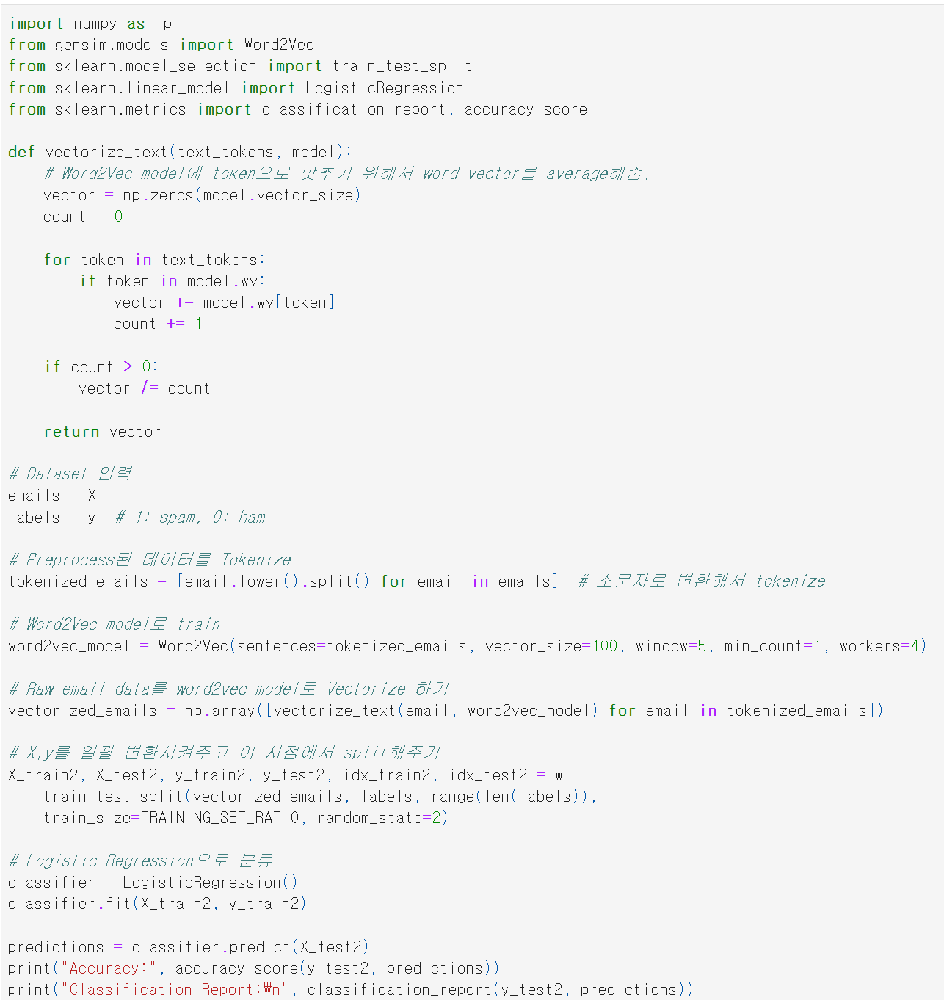 import numpy as np
from gensim.models import Word2Vec
from sklearn.model_selection import train_test_split
from sklearn.linear_model import LogisticRegression
from sklearn.metrics import classification_report, accuracy_score

def vectorize_text(text_tokens, model):
    # Word2Vec model에 token으로 맞추기 위해서 word vector를 average해줌.
    vector = np.zeros(model.vector_size)
    count = 0

    for token in text_tokens:
        if token in model.wv:
            vector += model.wv[token]
            count += 1

    if count > 0:
        vector /= count

    return vector

# Dataset 입력
emails = X
labels = y  # 1: spam, 0: ham

# Preprocess된 데이터를 Tokenize
tokenized_emails = [email.lower().split() for email in emails]  # 소문자로 변환해서 tokenize

# Word2Vec model로 train
word2vec_model = Word2Vec(sentences=tokenized_emails, vector_size=100, window=5, min_count=1, workers=4)

# Raw email data를 word2vec model로 Vectorize 하기
vectorized_emails = np.array([vectorize_text(email, word2vec_model) for email in tokenized_emails])

# X,y를 일괄 변환시켜주고 이 시점에서 split해주기
X_train2, X_test2, y_train2, y_test2, idx_train2, idx_test2 = ₩
    train_test_split(vectorized_emails, labels, range(len(labels)),
    train_size=TRAINING_SET_RATIO, random_state=2)

# Logistic Regression으로 분류
classifier = LogisticRegression()
classifier.fit(X_train2, y_train2)

predictions = classifier.predict(X_test2)
print("Accuracy:", accuracy_score(y_test2, predictions))
print("Classification Report:₩n", classification_report(y_test2, predictions))